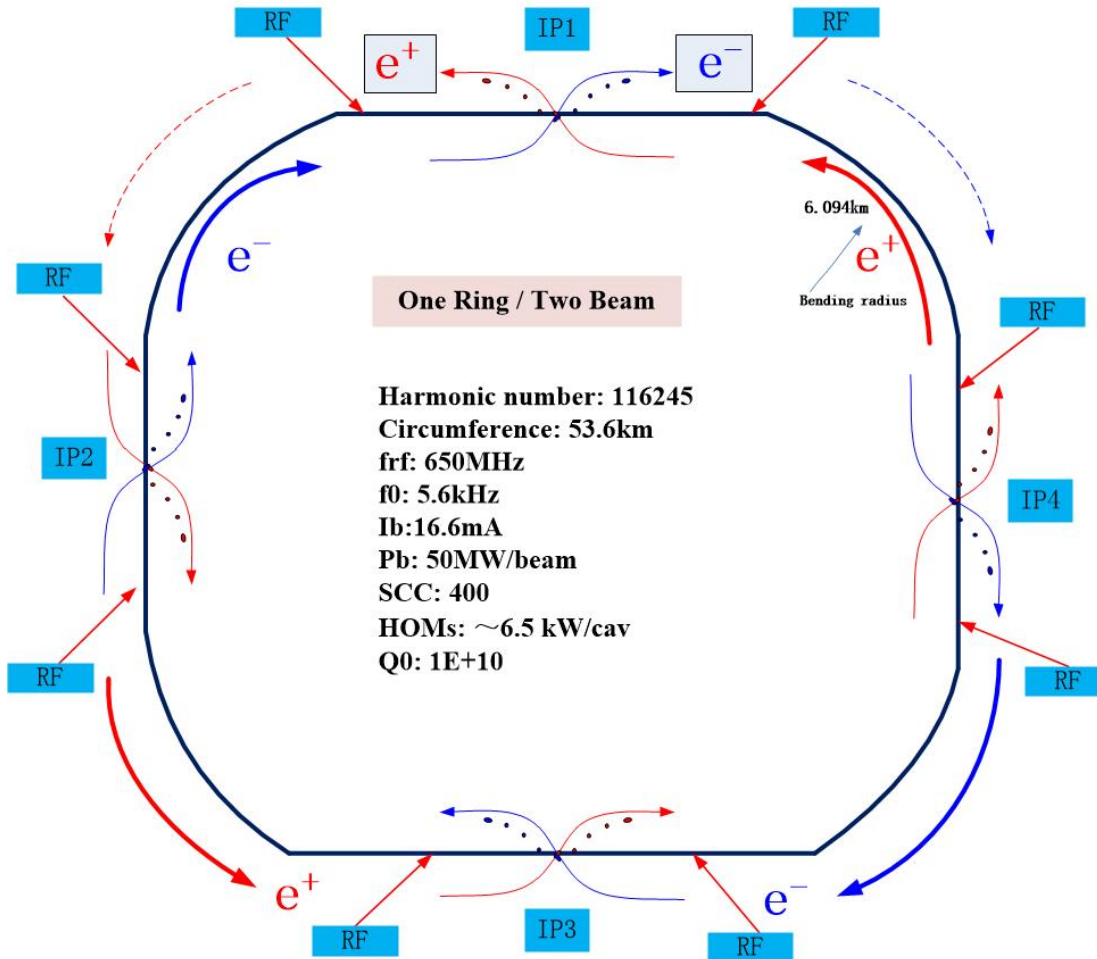 RF
IP1
RF
e⁺
e⁻
6.094km
e⁻
e⁺
RF
One Ring / Two Beam
Bending radius
RF
Harmonic number: 116245
Circumference: 53.6km
frf: 650MHz
f0: 5.6kHz
Ib:16.6mA
Pb: 50MW/beam
SCC: 400
HOMs: ～6.5 kW/cav
Q0: 1E+10
IP2
IP4
RF
RF
e⁺
e⁻
RF
IP3
RF